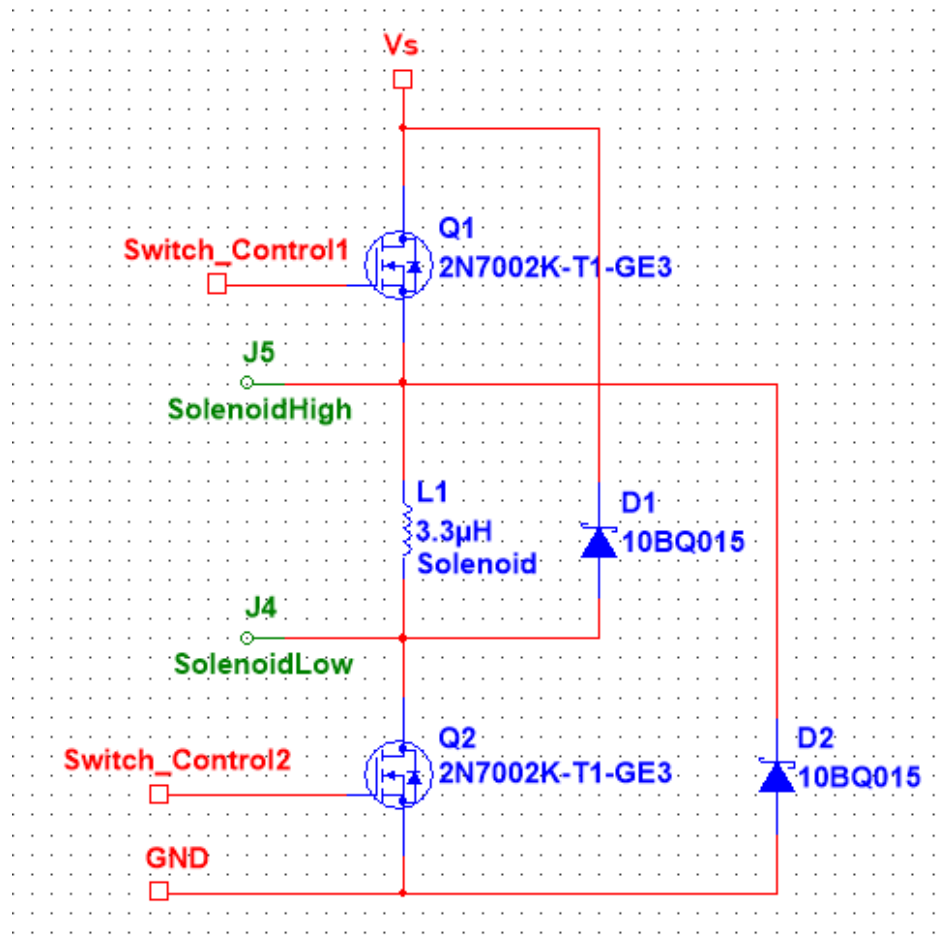 Vs
Q1
Switch_Control1
2N7002K-T1-GE3
J5
SolenoidHigh
L1
3.3µH
Solenoid
D1
10BQ015
J4
SolenoidLow
Q2
Switch_Control2
2N7002K-T1-GE3
D2
10BQ015
GND